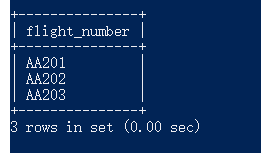 +---------------+
| flight_number |
+---------------+
| AA201         |
| AA202         |
| AA203         |
+---------------+
3 rows in set (0.00 sec)